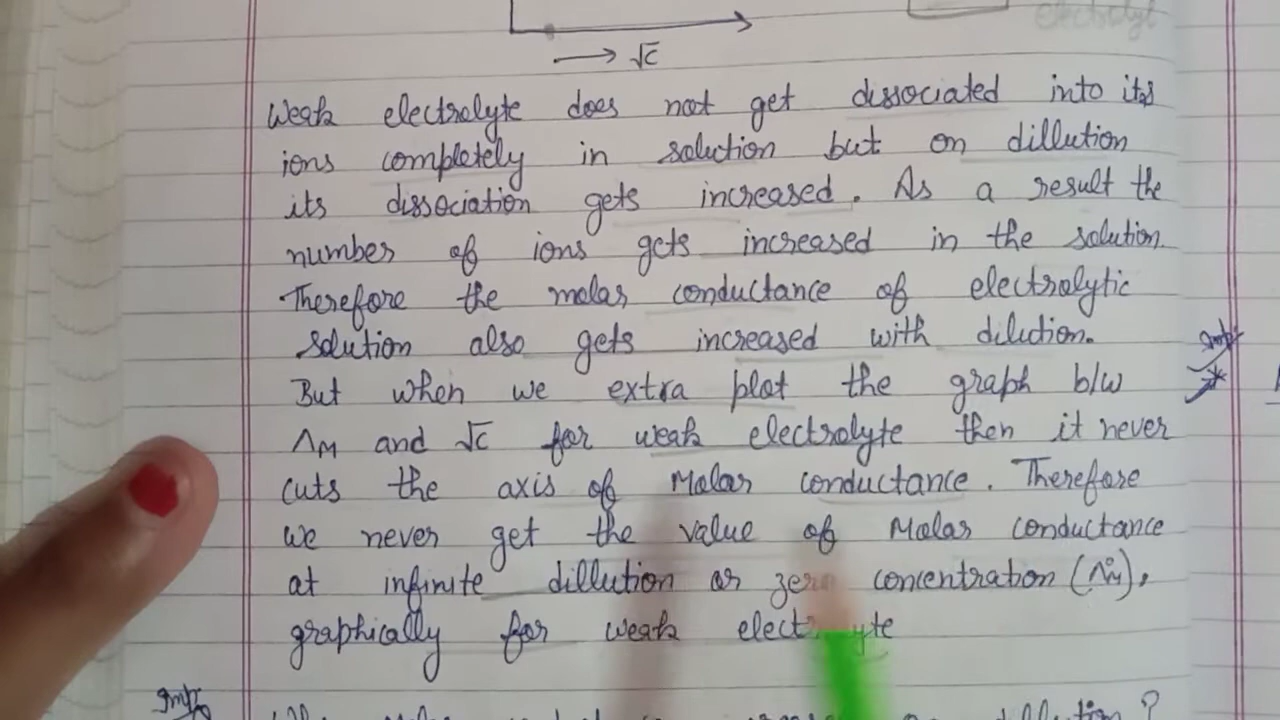 → √c
Weak electrolyte does not get dissociated into its
ions completely in solution but on dillution
its dissociation gets increased. As a result the
number of ions gets increased in the solution.
Therefore the molar conductance of electrolytic
solution also gets increased with dilution.
But when we extra plot the graph b/w
ΛM and √c for weak electrolyte then it never
cuts the axis of Molar conductance. Therefore
we never get the value of Molar conductance
at infinite dillution or zero concentration (Λ°M),
graphically for weak electrolyte
Imp
Imp
dillution?